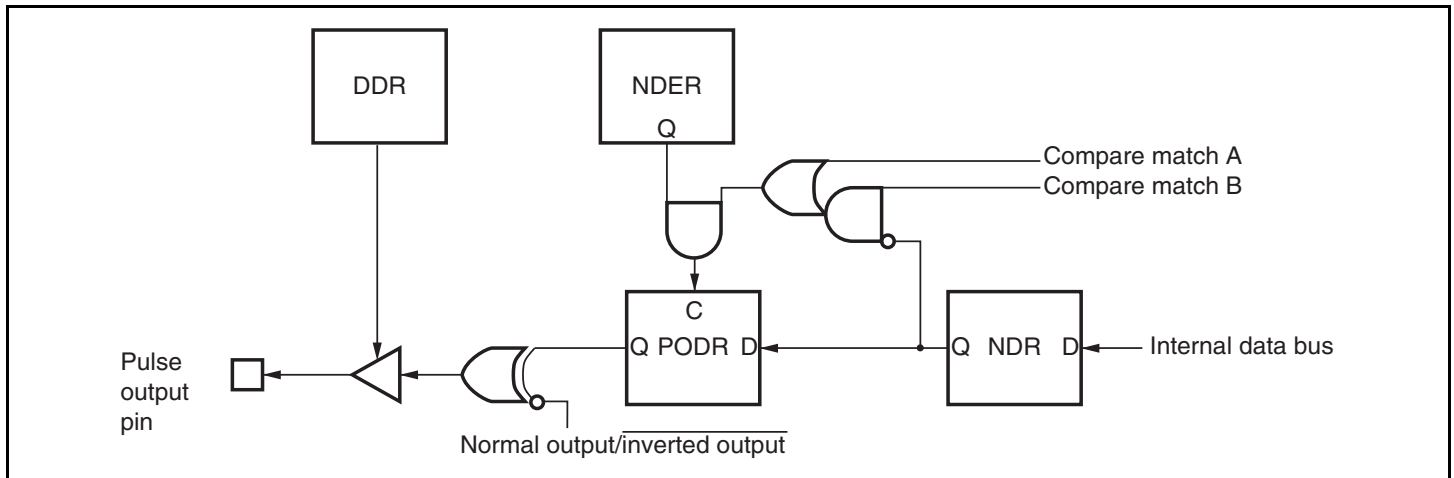 DDR
NDER
Q
Compare match A
Compare match B
C
Q PODR D
Q NDR D
Internal data bus
Pulse
output
pin
Normal output/inverted output